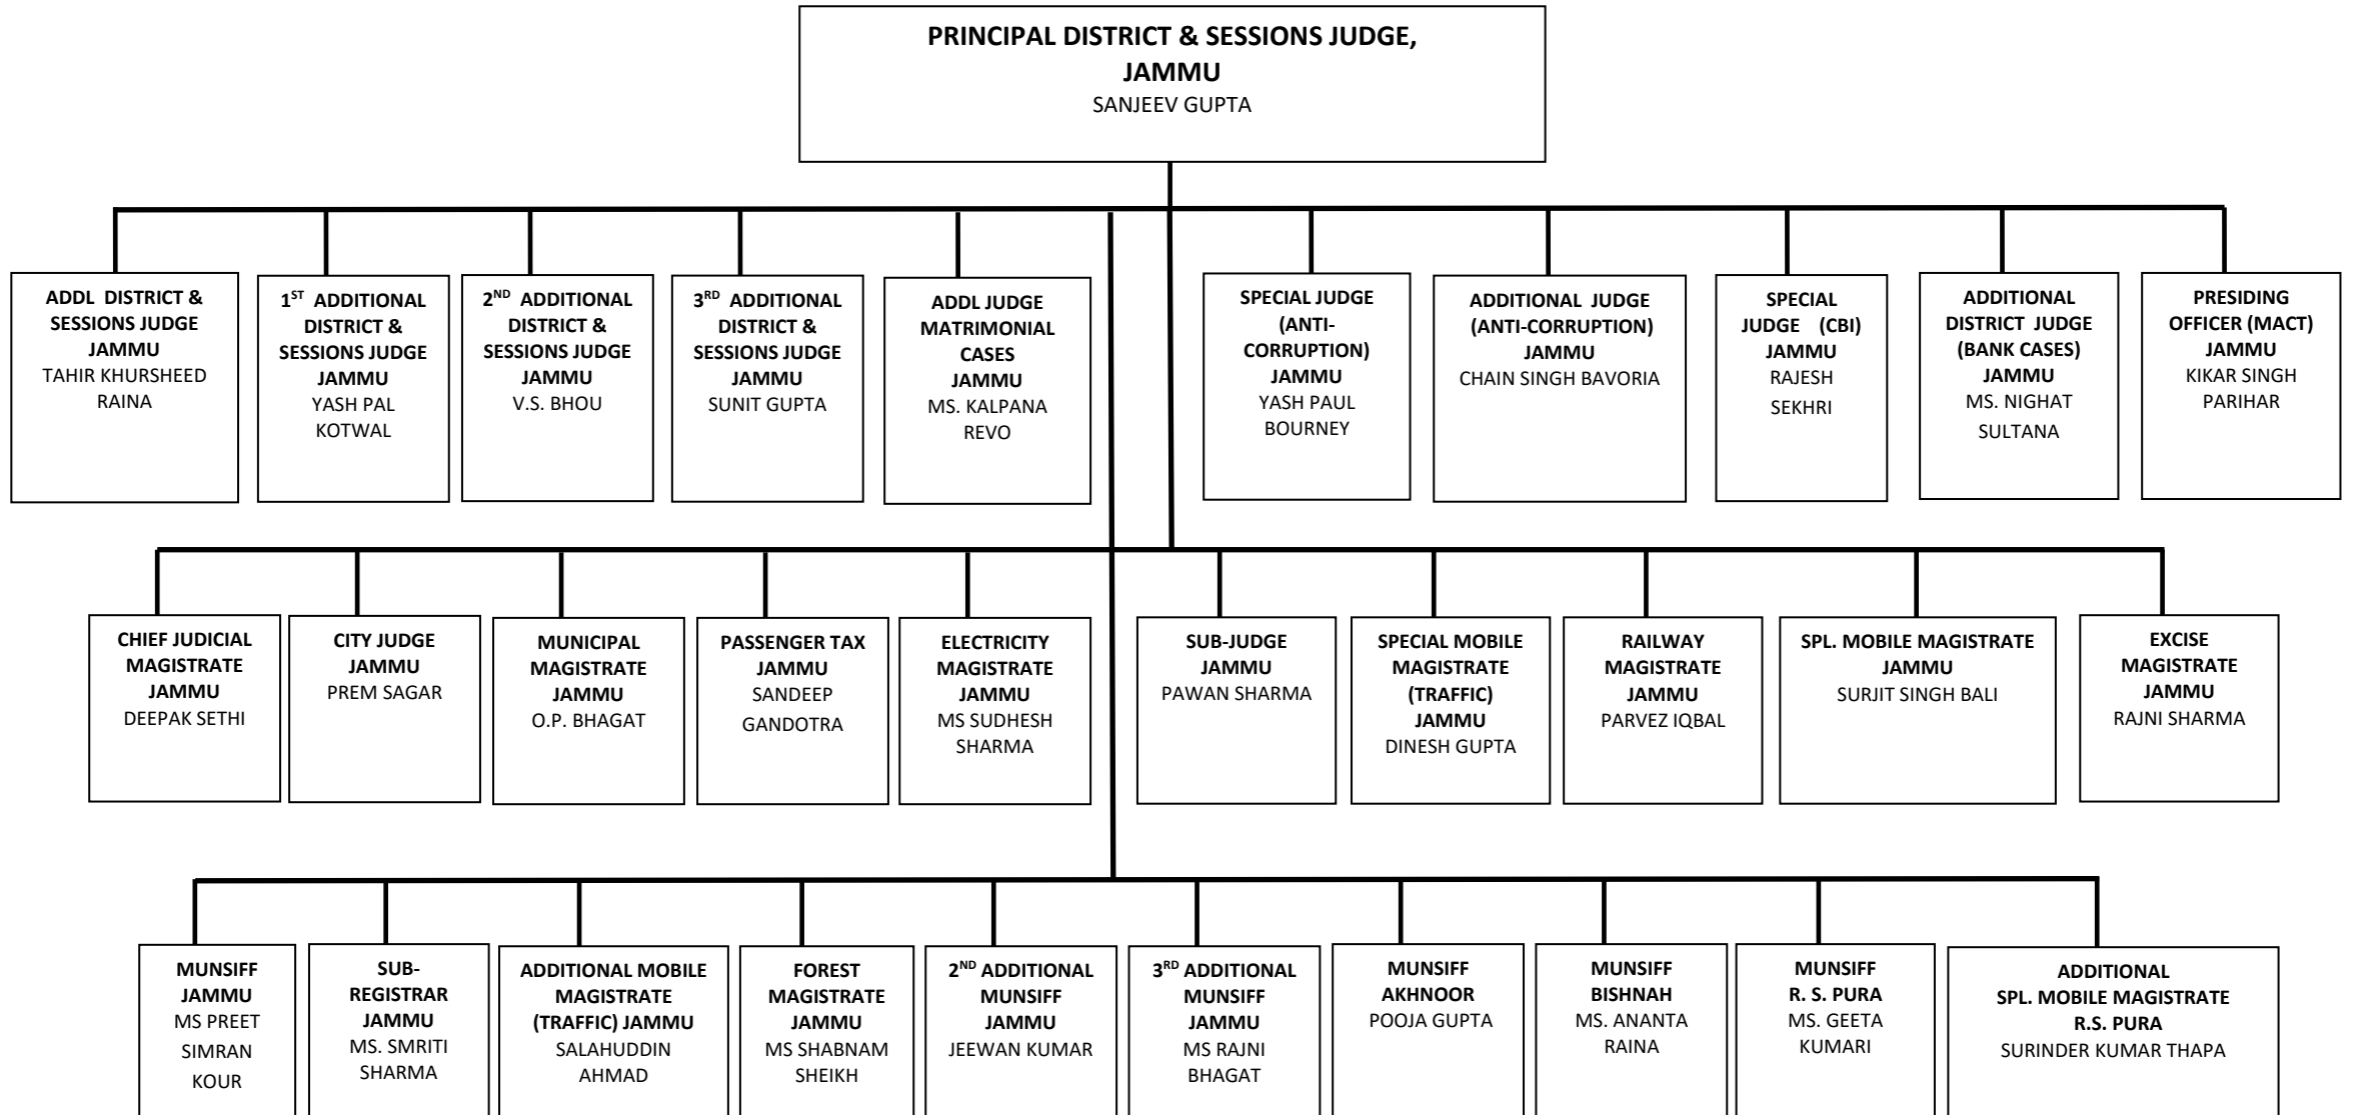 PRINCIPAL DISTRICT & SESSIONS JUDGE,
JAMMU
SANJEEV GUPTA
ADDL DISTRICT &
SESSIONS JUDGE
JAMMU
TAHIR KHURSHEED
RAINA
1ST ADDITIONAL
DISTRICT &
SESSIONS JUDGE
JAMMU
YASH PAL
KOTWAL
2ND ADDITIONAL
DISTRICT &
SESSIONS JUDGE
JAMMU
V.S. BHOU
3RD ADDITIONAL
DISTRICT &
SESSIONS JUDGE
JAMMU
SUNIT GUPTA
ADDL JUDGE
MATRIMONIAL
CASES
JAMMU
MS. KALPANA
REVO
SPECIAL JUDGE
(ANTI-
CORRUPTION)
JAMMU
YASH PAUL
BOURNEY
ADDITIONAL JUDGE
(ANTI-CORRUPTION)
JAMMU
CHAIN SINGH BAVORIA
SPECIAL
JUDGE (CBI)
JAMMU
RAJESH
SEKHRI
ADDITIONAL
DISTRICT JUDGE
(BANK CASES)
JAMMU
MS. NIGHAT
SULTANA
PRESIDING
OFFICER (MACT)
JAMMU
KIKAR SINGH
PARIHAR
CHIEF JUDICIAL
MAGISTRATE
JAMMU
DEEPAK SETHI
CITY JUDGE
JAMMU
PREM SAGAR
MUNICIPAL
MAGISTRATE
JAMMU
O.P. BHAGAT
PASSENGER TAX
JAMMU
SANDEEP
GANDOTRA
ELECTRICITY
MAGISTRATE
JAMMU
MS SUDHESH
SHARMA
SUB-JUDGE
JAMMU
PAWAN SHARMA
SPECIAL MOBILE
MAGISTRATE
(TRAFFIC)
JAMMU
DINESH GUPTA
RAILWAY
MAGISTRATE
JAMMU
PARVEZ IQBAL
SPL. MOBILE MAGISTRATE
JAMMU
SURJIT SINGH BALI
EXCISE
MAGISTRATE
JAMMU
RAJNI SHARMA
MUNSIFF
JAMMU
MS PREET
SIMRAN
KOUR
SUB-
REGISTRAR
JAMMU
MS. SMRITI
SHARMA
ADDITIONAL MOBILE
MAGISTRATE
(TRAFFIC) JAMMU
SALAHUDDIN
AHMAD
FOREST
MAGISTRATE
JAMMU
MS SHABNAM
SHEIKH
2ND ADDITIONAL
MUNSIFF
JAMMU
JEEWAN KUMAR
3RD ADDITIONAL
MUNSIFF
JAMMU
MS RAJNI
BHAGAT
MUNSIFF
AKHNOOR
POOJA GUPTA
MUNSIFF
BISHNAH
MS. ANANTA
RAINA
MUNSIFF
R. S. PURA
MS. GEETA
KUMARI
ADDITIONAL
SPL. MOBILE MAGISTRATE
R.S. PURA
SURINDER KUMAR THAPA